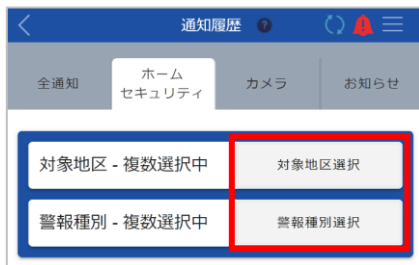 通知履歴 ?
全通知
ホーム
セキュリティ
カメラ
お知らせ
対象地区 - 複数選択中
対象地区選択
警報種別 - 複数選択中
警報種別選択